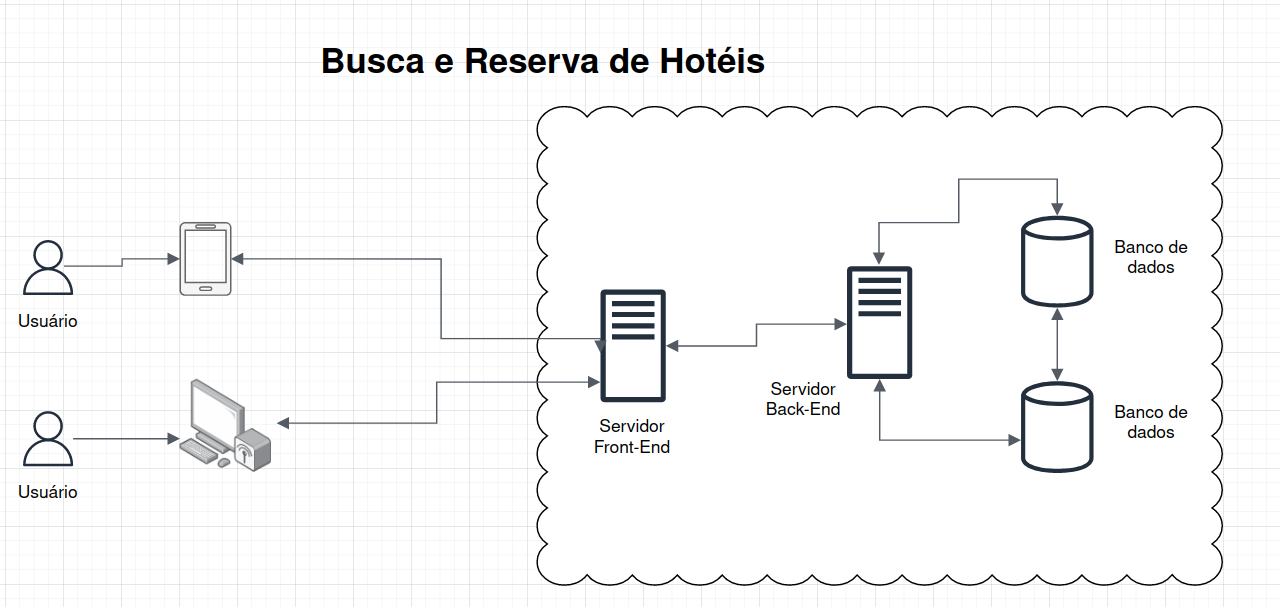 Busca e Reserva de Hotéis
Usuário
Usuário
Servidor
Front-End
Servidor
Back-End
Banco de
dados
Banco de
dados